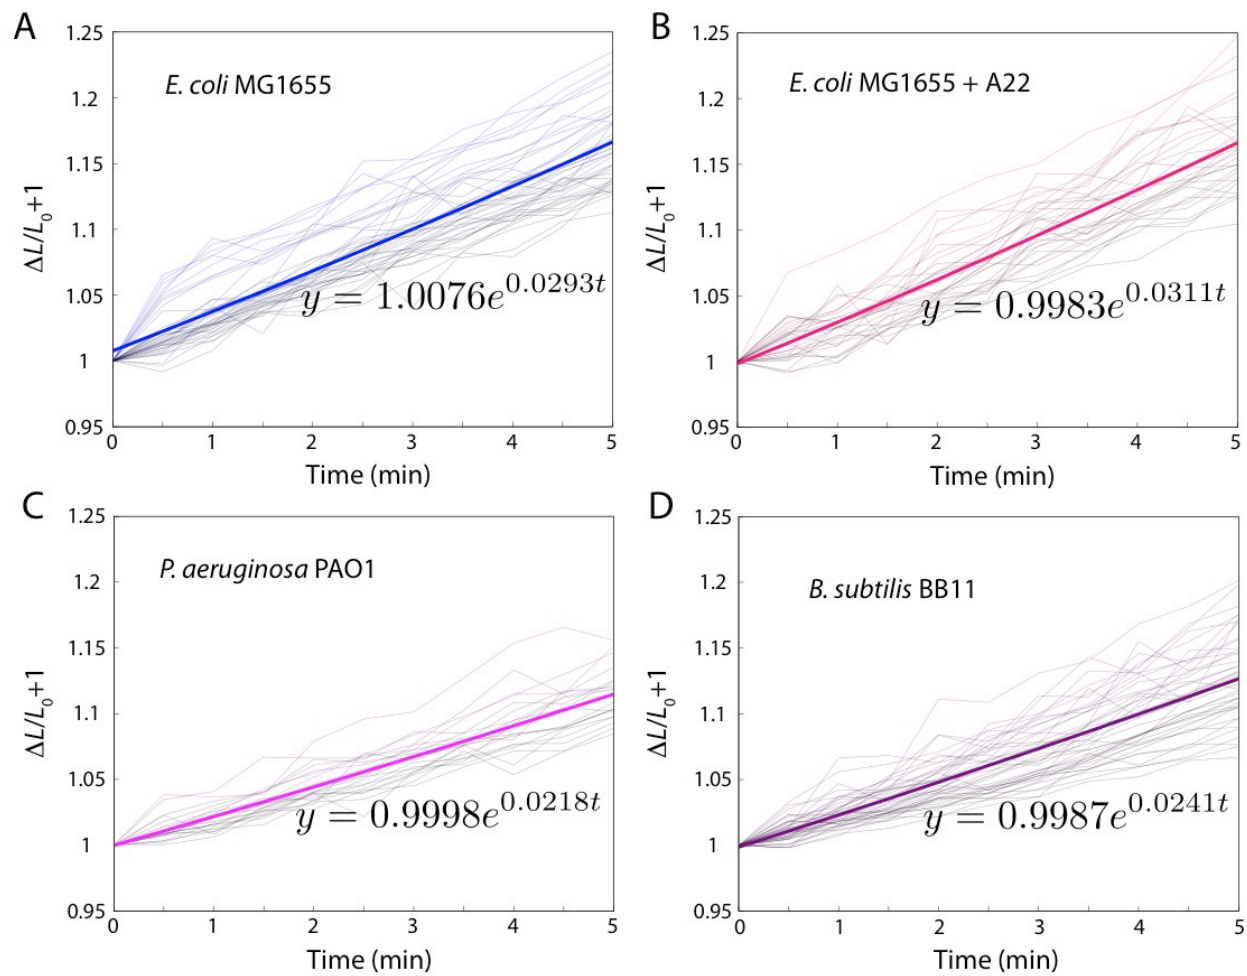 A
1.25
1.2
1.15
1.1
1.05
1
0.95
ΔL/L₀+1
E. coli MG1655
y = 1.0076e^{0.0293t}
0 1 2 3 4 5
Time (min)
B
1.25
1.2
1.15
1.1
1.05
1
0.95
ΔL/L₀+1
E. coli MG1655 + A22
y = 0.9983e^{0.0311t}
0 1 2 3 4 5
Time (min)
C
1.25
1.2
1.15
1.1
1.05
1
0.95
ΔL/L₀+1
P. aeruginosa PAO1
y = 0.9998e^{0.0218t}
0 1 2 3 4 5
Time (min)
D
1.25
1.2
1.15
1.1
1.05
1
0.95
ΔL/L₀+1
B. subtilis BB11
y = 0.9987e^{0.0241t}
0 1 2 3 4 5
Time (min)